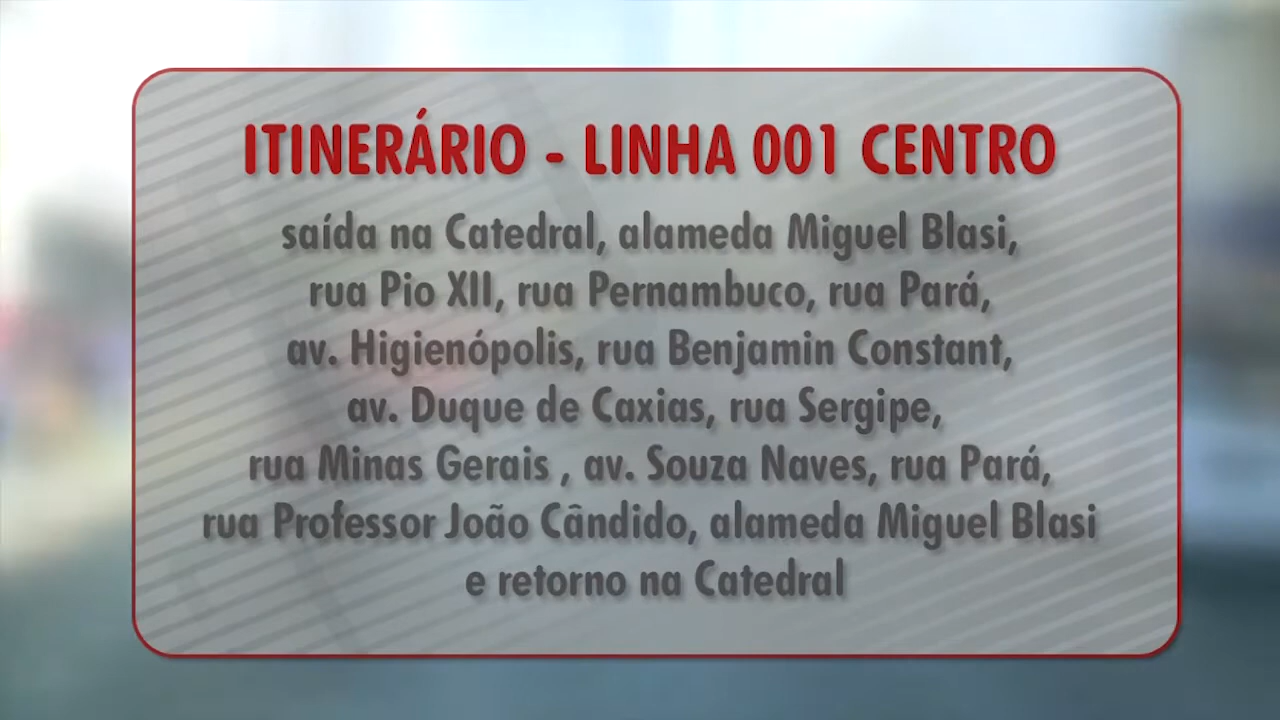 ITINERÁRIO - LINHA 001 CENTRO
saída na Catedral, alameda Miguel Blasi,
rua Pio XII, rua Pernambuco, rua Pará,
av. Higienópolis, rua Benjamin Constant,
av. Duque de Caxias, rua Sergipe,
rua Minas Gerais , av. Souza Naves, rua Pará,
rua Professor João Cândido, alameda Miguel Blasi
e retorno na Catedral